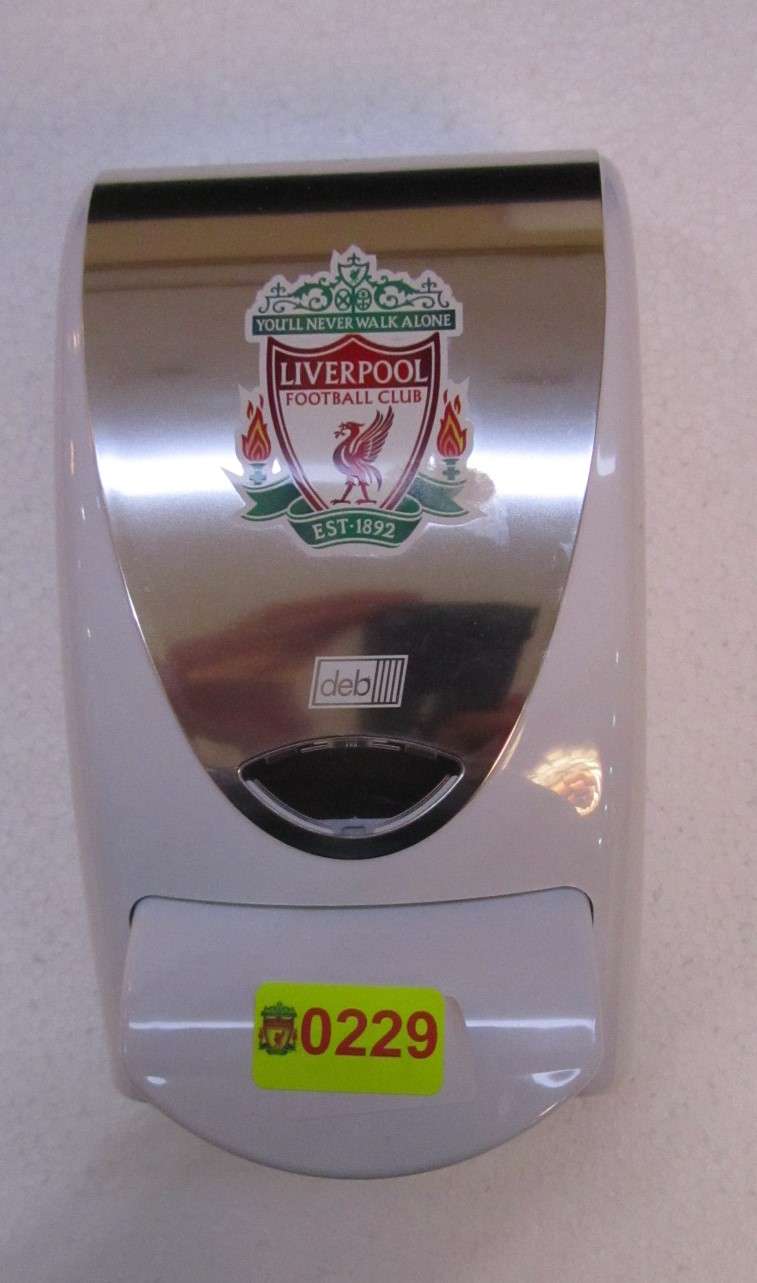 YOU'LL NEVER WALK ALONE
LIVERPOOL
FOOTBALL CLUB
EST·1892
deb
0229